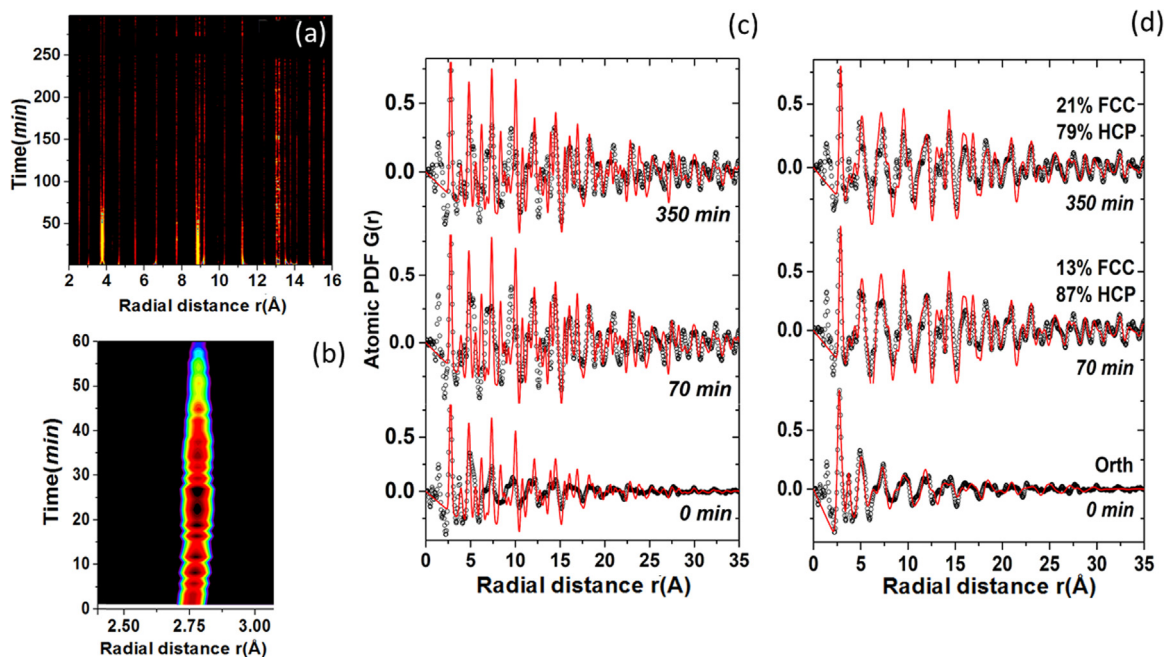 (a)
Time(min)
250
200
150
100
50
2 4 6 8 10 12 14 16
Radial distance r(Å)
(b)
Time(min)
60
50
40
30
20
10
0
2.50 2.75 3.00
Radial distance r(Å)
(c)
Atomic PDF G(r)
0.5
0.0
350 min
0.5
0.0
70 min
0.5
0.0
0 min
0 5 10 15 20 25 30 35
Radial distance r(A)
(d)
0.5
21% FCC
79% HCP
0.0
350 min
0.5
13% FCC
87% HCP
0.0
70 min
0.5
Orth
0.0
0 min
0 5 10 15 20 25 30 35
Radial distance r(Å)